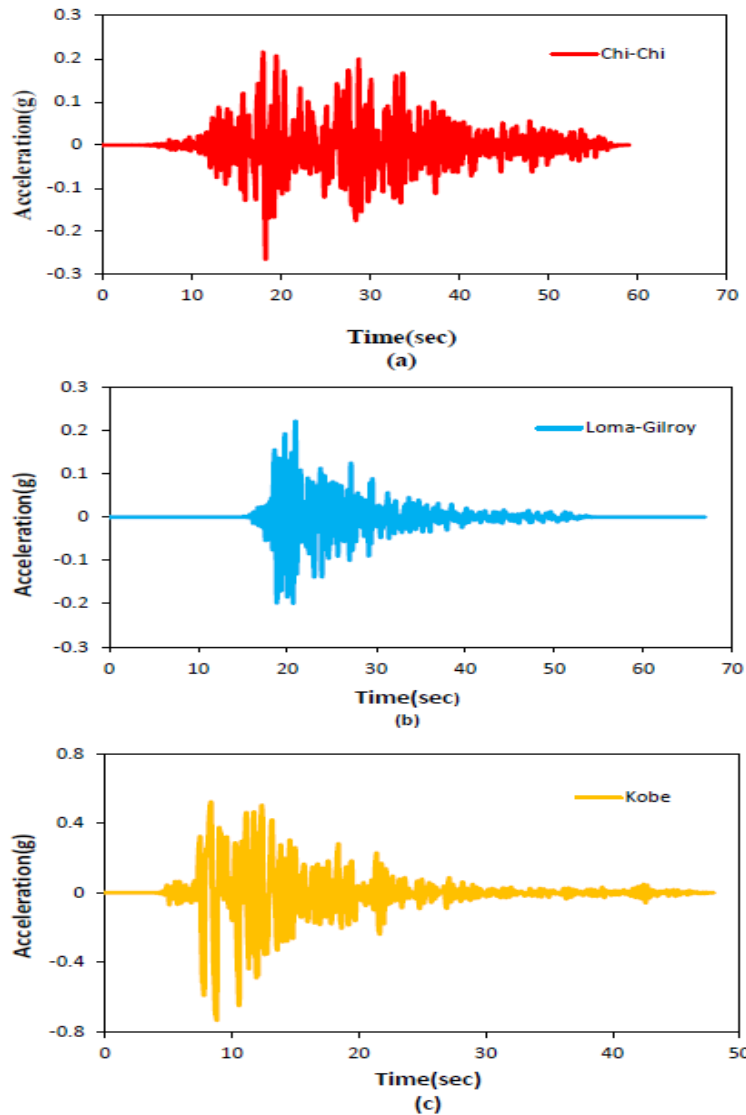 0.3
0.2
0.1
0
-0.1
-0.2
-0.3
Acceleration(g)
Chi-Chi
0 10 20 30 40 50 60 70
Time(sec)
(a)
0.3
0.2
0.1
0
-0.1
-0.2
-0.3
Acceleration(g)
Loma-Gilroy
0 10 20 30 40 50 60 70
Time(sec)
(b)
0.8
0.4
0
-0.4
-0.8
Acceleration(g)
Kobe
0 10 20 30 40 50
Time(sec)
(c)